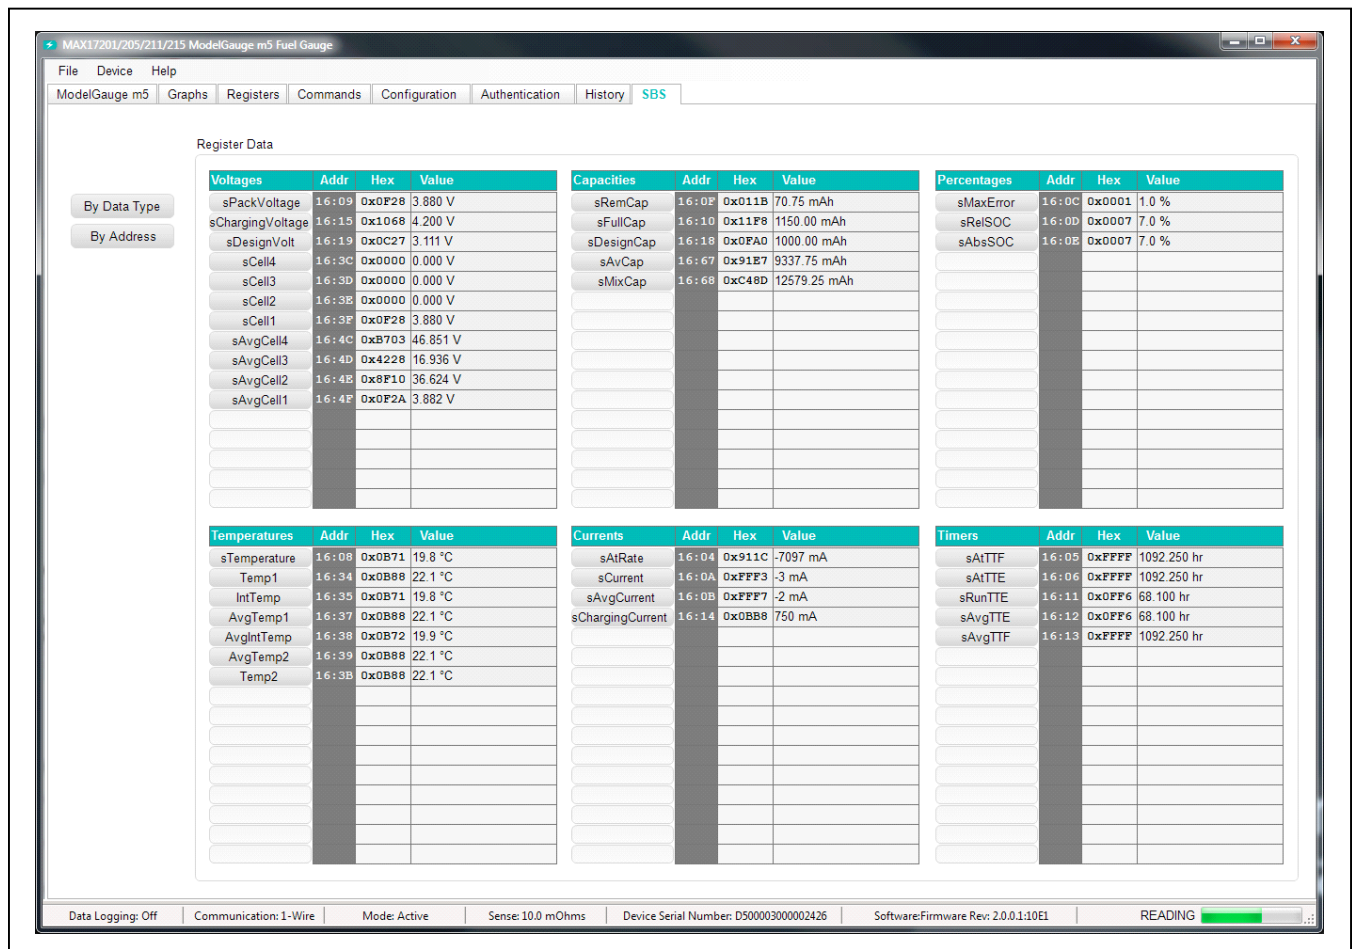 MAX17201/205/211/215 ModelGauge m5 Fuel Gauge
File Device Help
ModelGauge m5 Graphs Registers Commands Configuration Authentication History SBS
Register Data
By Data Type
By Address
Voltages Addr Hex Value
sPackVoltage 16:09 0x0F28 3.880 V
sChargingVoltage 16:15 0x1068 4.200 V
sDesignVolt 16:19 0x0C27 3.111 V
sCell4 16:3C 0x0000 0.000 V
sCell3 16:3D 0x0000 0.000 V
sCell2 16:3E 0x0000 0.000 V
sCell1 16:3F 0x0F28 3.880 V
sAvgCell4 16:4C 0xB703 46.851 V
sAvgCell3 16:4D 0x4228 16.936 V
sAvgCell2 16:4E 0x8F10 36.624 V
sAvgCell1 16:4F 0x0F2A 3.882 V
Capacities Addr Hex Value
sRemCap 16:0F 0x011B 70.75 mAh
sFullCap 16:10 0x11F8 1150.00 mAh
sDesignCap 16:18 0x0FA0 1000.00 mAh
sAvCap 16:67 0x91E7 9337.75 mAh
sMixCap 16:68 0xC48D 12579.25 mAh
Percentages Addr Hex Value
sMaxError 16:0C 0x0001 1.0 %
sRelSOC 16:0D 0x0007 7.0 %
sAbsSOC 16:0E 0x0007 7.0 %
Temperatures Addr Hex Value
sTemperature 16:08 0x0B71 19.8 °C
Temp1 16:34 0x0B88 22.1 °C
IntTemp 16:35 0x0B71 19.8 °C
AvgTemp1 16:37 0x0B88 22.1 °C
AvgIntTemp 16:38 0x0B72 19.9 °C
AvgTemp2 16:39 0x0B88 22.1 °C
Temp2 16:3B 0x0B88 22.1 °C
Currents Addr Hex Value
sAtRate 16:04 0x911C -7097 mA
sCurrent 16:0A 0xFFF3 -3 mA
sAvgCurrent 16:0B 0xFFF7 -2 mA
sChargingCurrent 16:14 0x0BB8 750 mA
Timers Addr Hex Value
sAtTTF 16:05 0xFFFF 1092.250 hr
sAtTTE 16:06 0xFFFF 1092.250 hr
sRunTTE 16:11 0x0FF6 68.100 hr
sAvgTTE 16:12 0x0FF6 68.100 hr
sAvgTTF 16:13 0xFFFF 1092.250 hr
Data Logging: Off Communication: 1-Wire Mode: Active Sense: 10.0 mOhms Device Serial Number: D500003000002426 Software:Firmware Rev: 2.0.0.1:10E1 READING